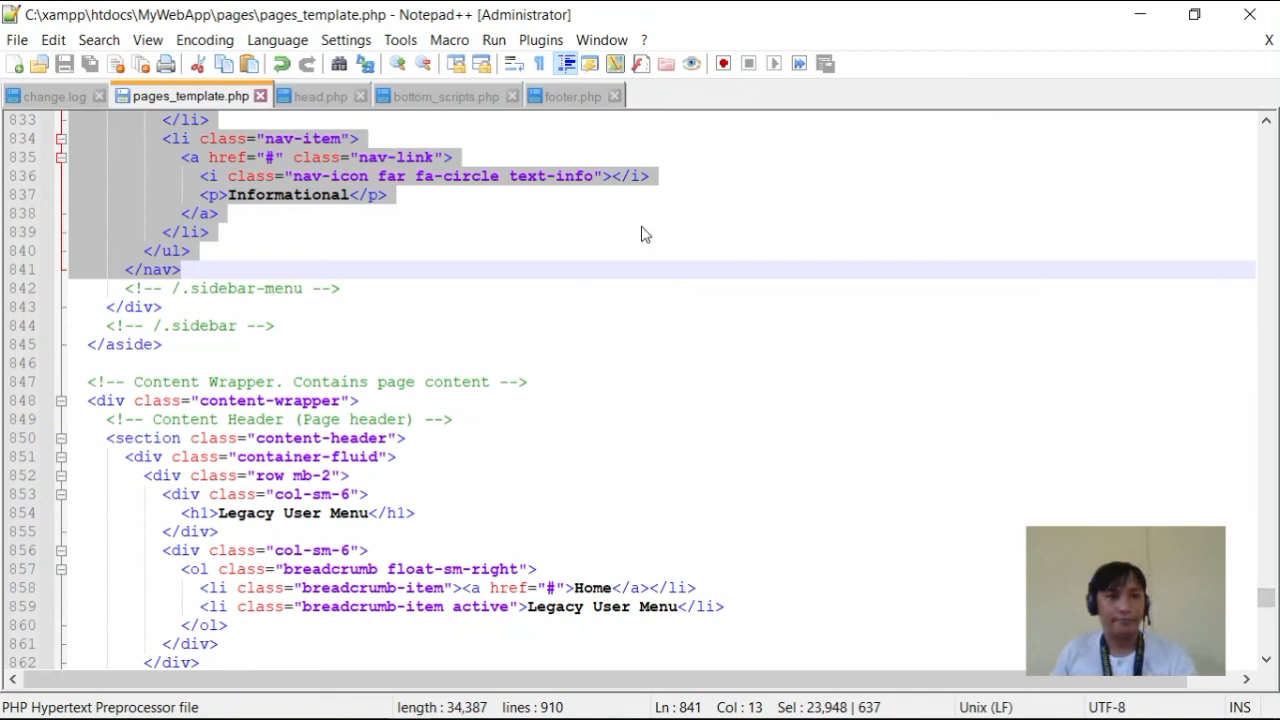 C:\xampp\htdocs\MyWebApp\pages\pages_template.php - Notepad++ [Administrator]
File Edit Search View Encoding Language Settings Tools Macro Run Plugins Window ? X
change.log pages_template.php head.php bottom_scripts.php footer.php
833 </li>
834 <li class="nav-item">
835 <a href="#" class="nav-link">
836 <i class="nav-icon far fa-circle text-info"></i>
837 <p>Informational</p>
838 </a>
839 </li>
840 </ul>
841 </nav>
842 <!-- /.sidebar-menu -->
843 </div>
844 <!-- /.sidebar -->
845 </aside>
846
847 <!-- Content Wrapper. Contains page content -->
848 <div class="content-wrapper">
849 <!-- Content Header (Page header) -->
850 <section class="content-header">
851 <div class="container-fluid">
852 <div class="row mb-2">
853 <div class="col-sm-6">
854 <h1>Legacy User Menu</h1>
855 </div>
856 <div class="col-sm-6">
857 <ol class="breadcrumb float-sm-right">
858 <li class="breadcrumb-item"><a href="#">Home</a></li>
859 <li class="breadcrumb-item active">Legacy User Menu</li>
860 </ol>
861 </div>
862 </div>
PHP Hypertext Preprocessor file length : 34,387 lines : 910 Ln : 841 Col : 13 Sel : 23,948 | 637 Unix (LF) UTF-8 INS